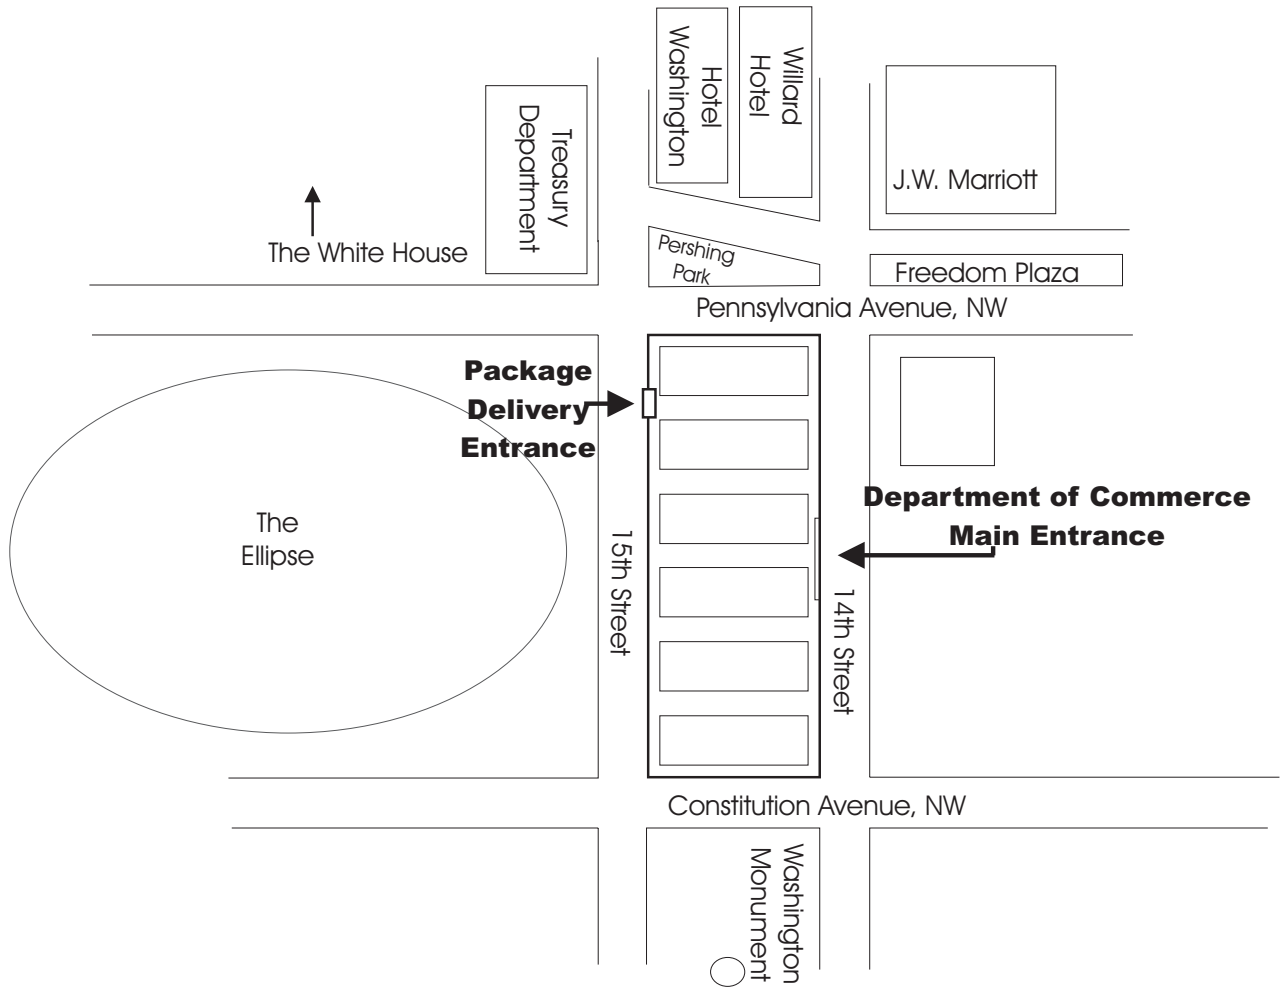 Hotel
Washington
Willard
Hotel
Treasury
Department
J.W. Marriott
The White House
Pershing
Park
Freedom Plaza
Pennsylvania Avenue, NW
Package
Delivery
Entrance
Department of Commerce
Main Entrance
The
Ellipse
15th Street
14th Street
Constitution Avenue, NW
Washington
Monument